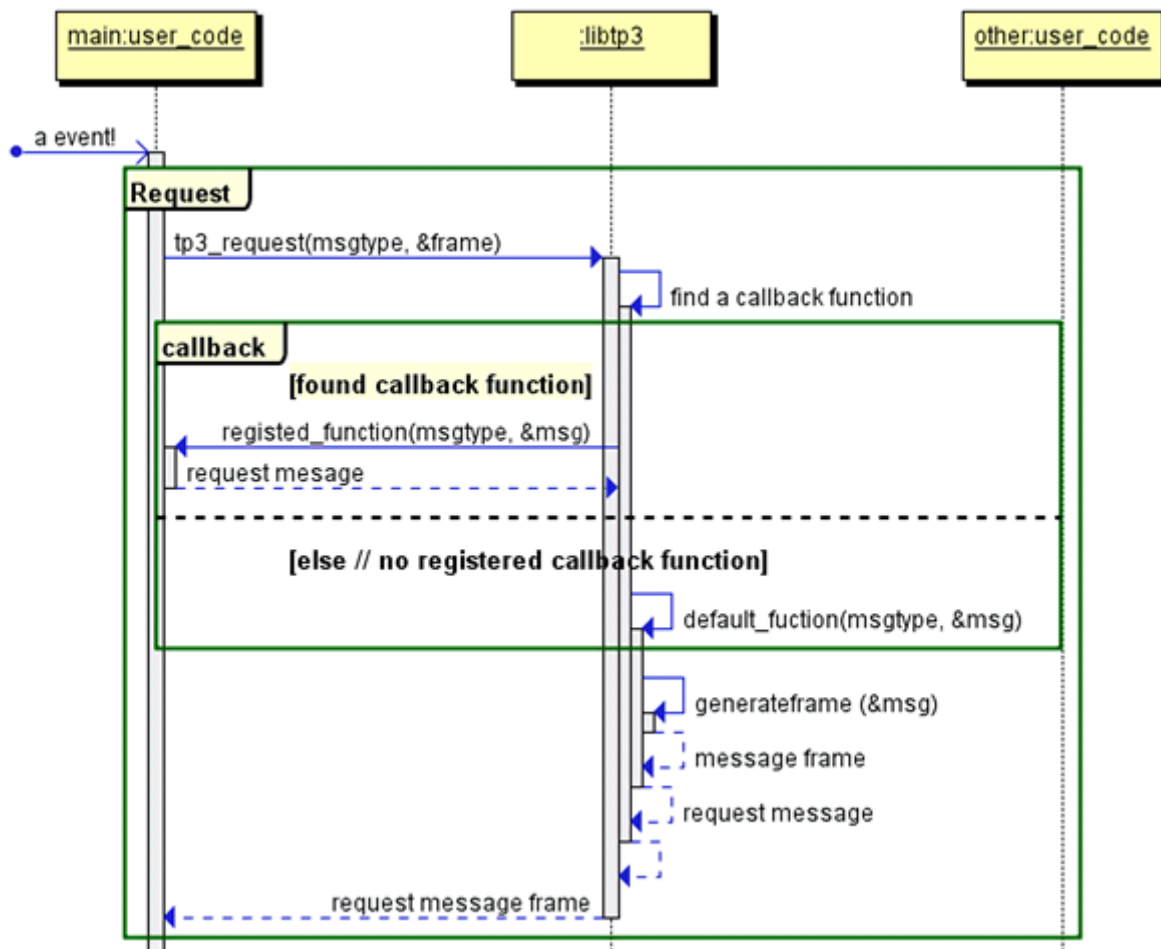 main:user_code
:libtp3
other:user_code
a event!
Request
tp3_request(msgtype, &frame)
find a callback function
callback
[found callback function]
registed_function(msgtype, &msg)
request mesage
[else // no registered callback function]
default_fuction(msgtype, &msg)
generateframe (&msg)
message frame
request message
request message frame